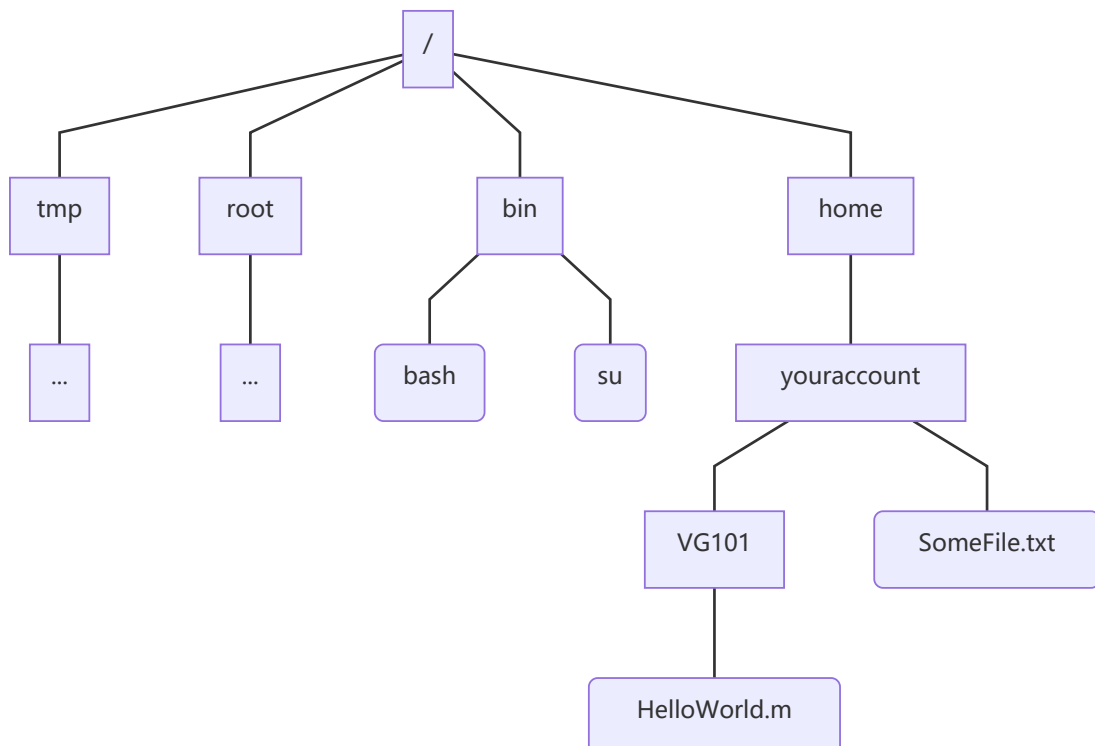 /
tmp
root
bin
home
...
...
bash
su
youraccount
VG101
SomeFile.txt
HelloWorld.m